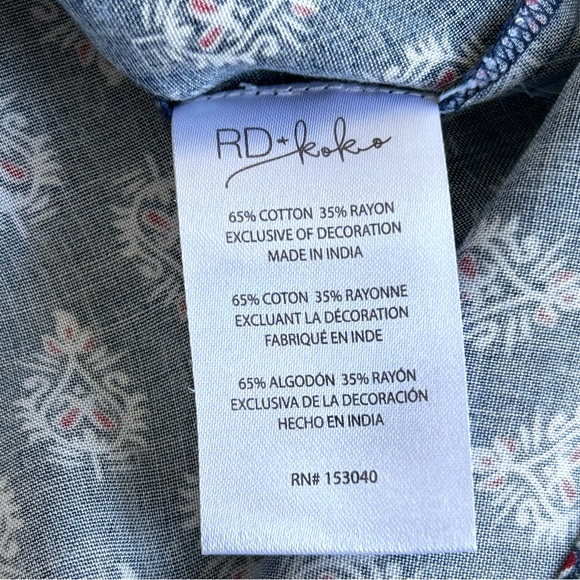 RD+koko
65% COTTON 35% RAYON
EXCLUSIVE OF DECORATION
MADE IN INDIA
65% COTON 35% RAYONNE
EXCLUANT LA DÉCORATION
FABRIQUÉ EN INDE
65% ALGODÓN 35% RAYÓN
EXCLUSIVA DE LA DECORACIÓN
HECHO EN INDIA
RN# 153040